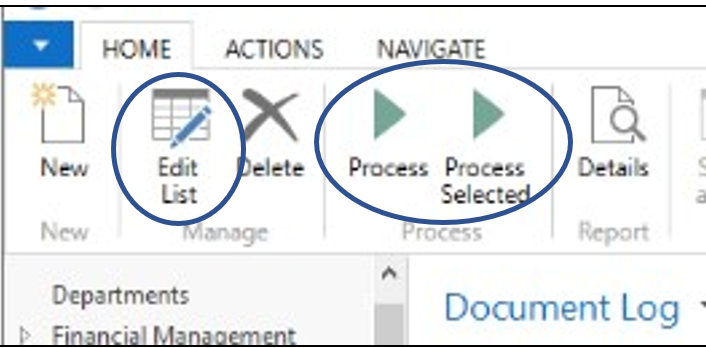 HOME ACTIONS NAVIGATE
New Edit List Delete Process Process Selected Details
New Manage Process Report
Departments
Document Log
Financial Management